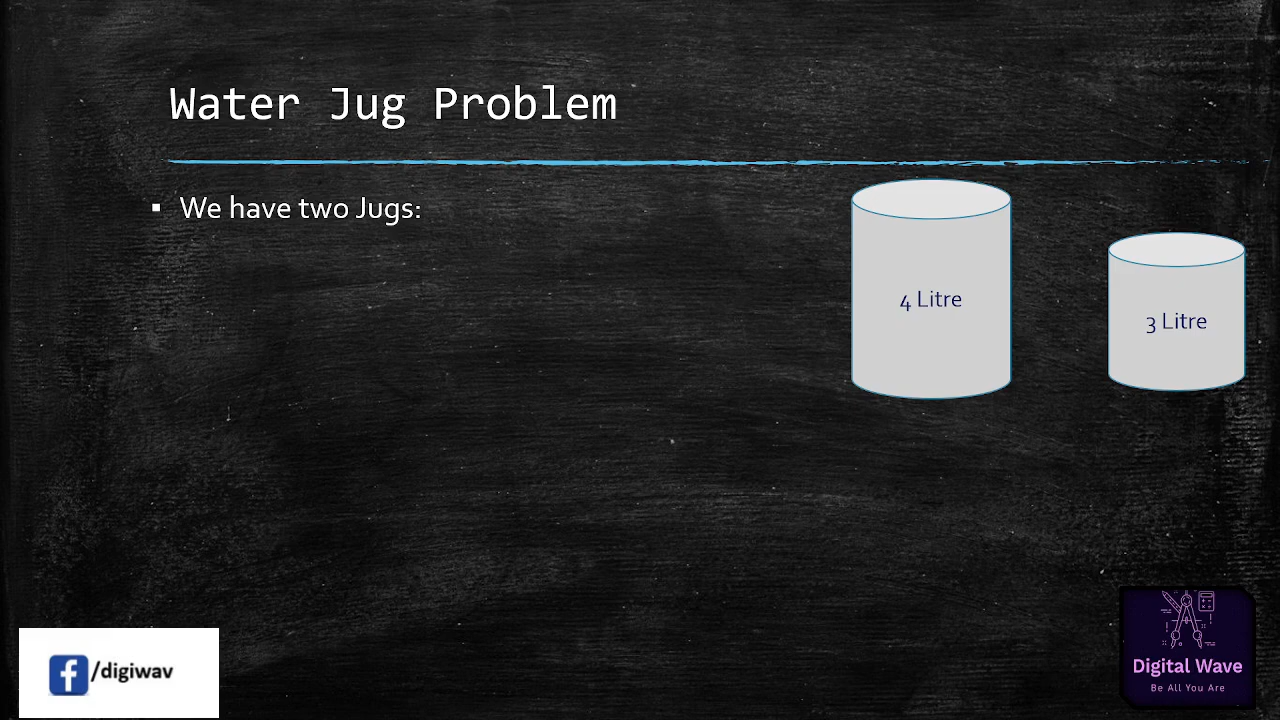 Water Jug Problem
▪ We have two Jugs:
4 Litre
3 Litre
/digiwav
Digital Wave
Be All You Are